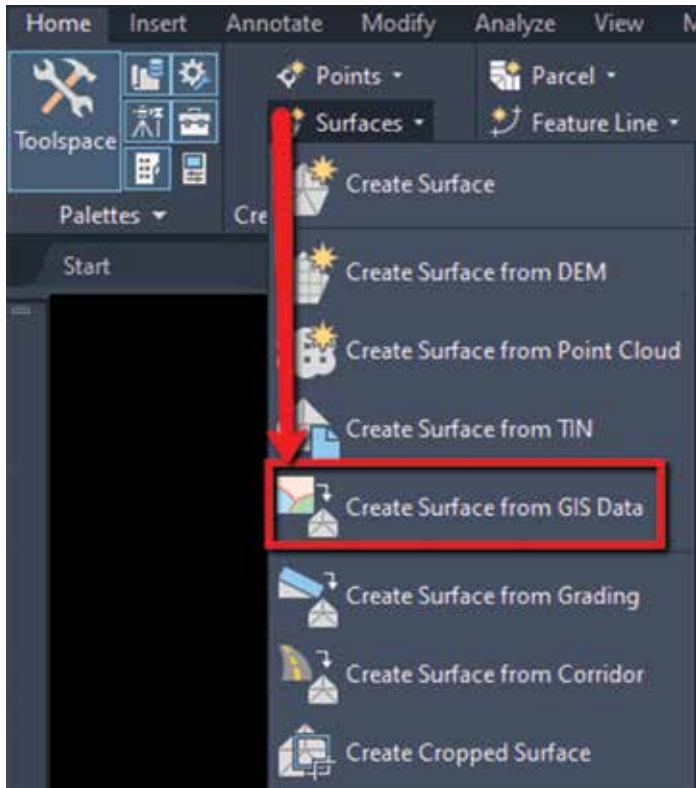 Home Insert Annotate Modify Analyze View
Points Parcel
Surfaces Feature Line
Toolspace
Create Surface
Palettes
Start
Create Surface from DEM
Create Surface from Point Cloud
Create Surface from TIN
Create Surface from GIS Data
Create Surface from Grading
Create Surface from Corridor
Create Cropped Surface